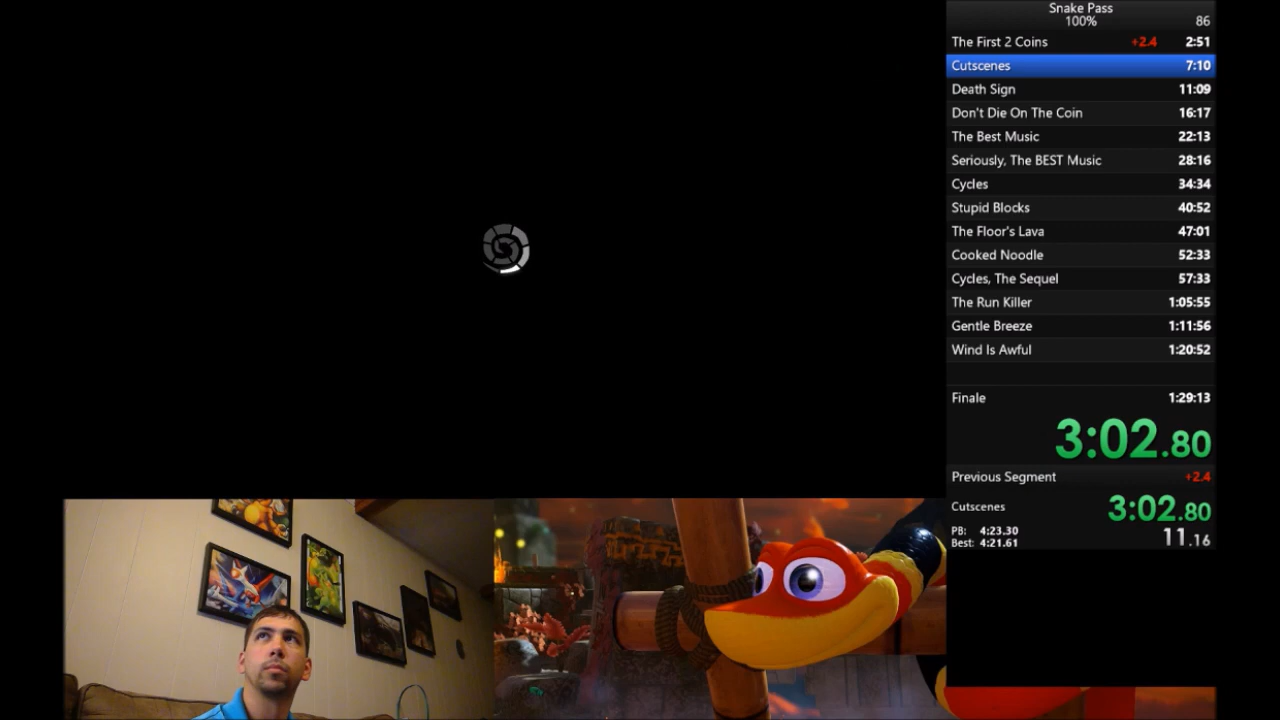 Snake Pass
100% 86
The First 2 Coins +2.4 2:51
Cutscenes 7:10
Death Sign 11:09
Don't Die On The Coin 16:17
The Best Music 22:13
Seriously, The BEST Music 28:16
Cycles 34:34
Stupid Blocks 40:52
The Floor's Lava 47:01
Cooked Noodle 52:33
Cycles, The Sequel 57:33
The Run Killer 1:05:55
Gentle Breeze 1:11:56
Wind Is Awful 1:20:52
Finale 1:29:13
3:02.80
Previous Segment +2.4
Cutscenes 3:02.80
PB: 4:23.30 11.16
Best: 4:21.61